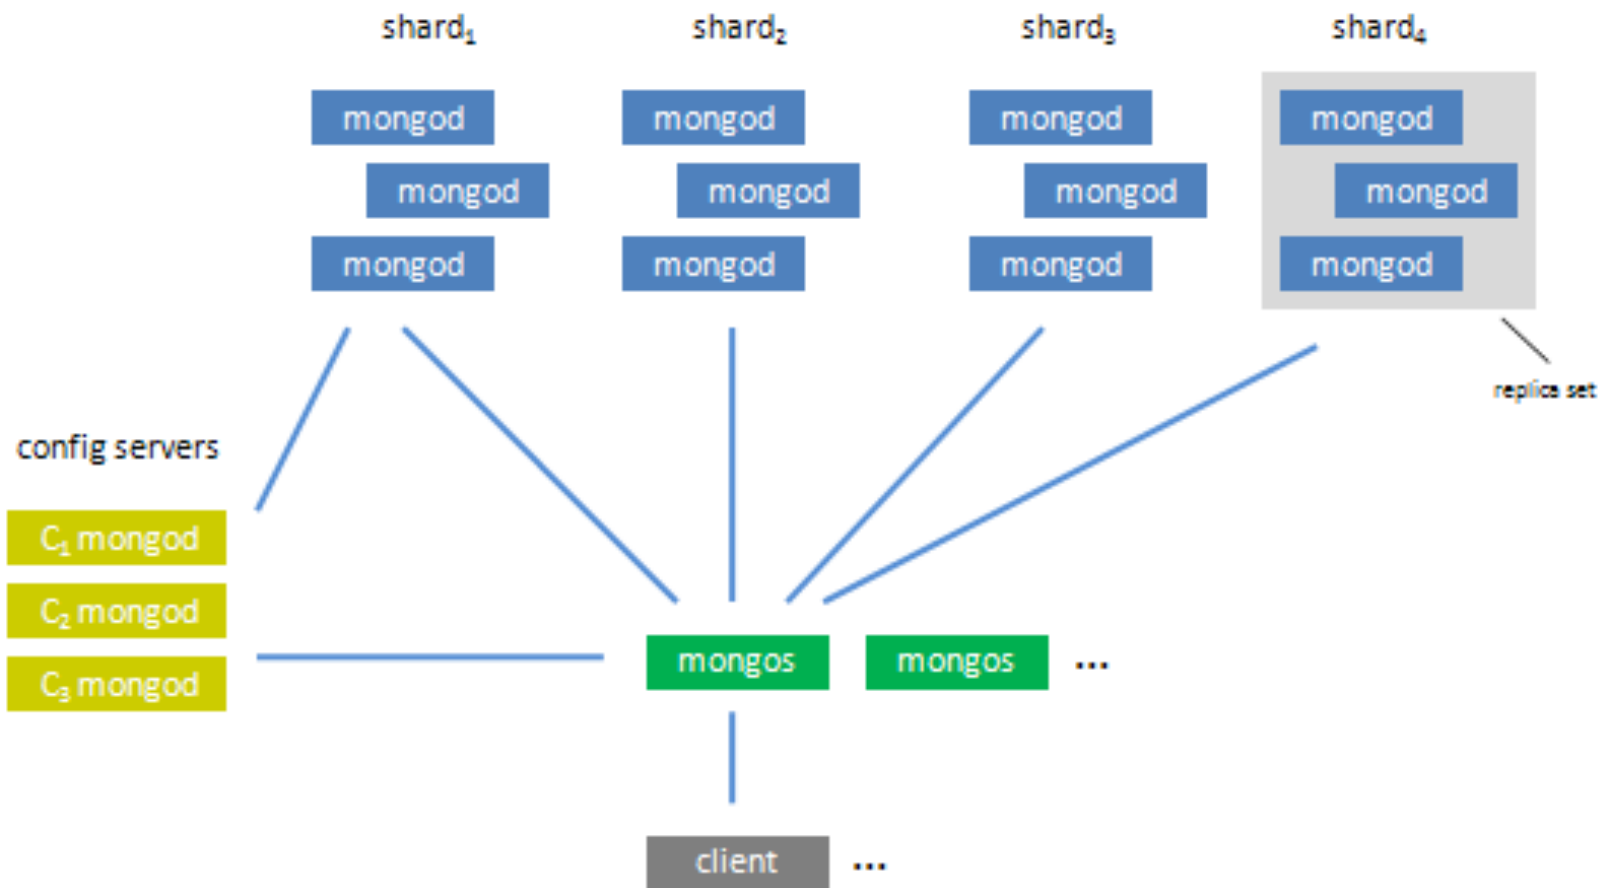 shard₁ shard₂ shard₃ shard₄
mongod mongod mongod mongod
mongod mongod mongod mongod
mongod mongod mongod mongod
replica set
config servers
C₁ mongod
C₂ mongod
C₃ mongod
mongos mongos ...
client ...